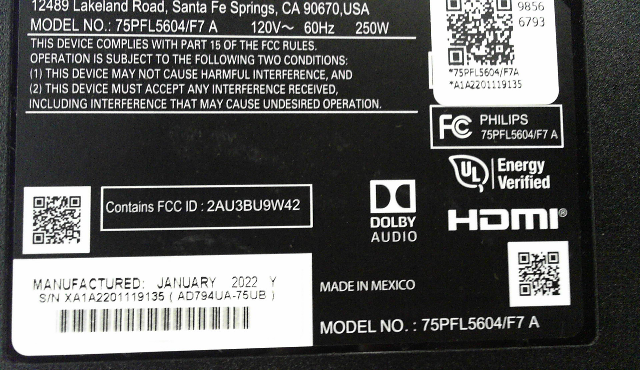 12489 Lakeland Road, Santa Fe Springs, CA 90670,USA
MODEL NO.: 75PFL5604/F7 A 120V~ 60Hz 250W
THIS DEVICE COMPLIES WITH PART 15 OF THE FCC RULES.
OPERATION IS SUBJECT TO THE FOLLOWING TWO CONDITIONS:
(1) THIS DEVICE MAY NOT CAUSE HARMFUL INTERFERENCE, AND
(2) THIS DEVICE MUST ACCEPT ANY INTERFERENCE RECEIVED,
INCLUDING INTERFERENCE THAT MAY CAUSE UNDESIRED OPERATION.
9856
6793
*75PFL5604/F7A
*A1A2201119135
FC PHILIPS
75PFL5604/F7 A
UL Energy
Verified
Contains FCC ID : 2AU3BU9W42
DOLBY
AUDIO
HDMI®
MANUFACTURED: JANUARY 2022 Y
S/N XA1A2201119135 ( AD794UA-75UB )
MADE IN MEXICO
MODEL NO. : 75PFL5604/F7 A